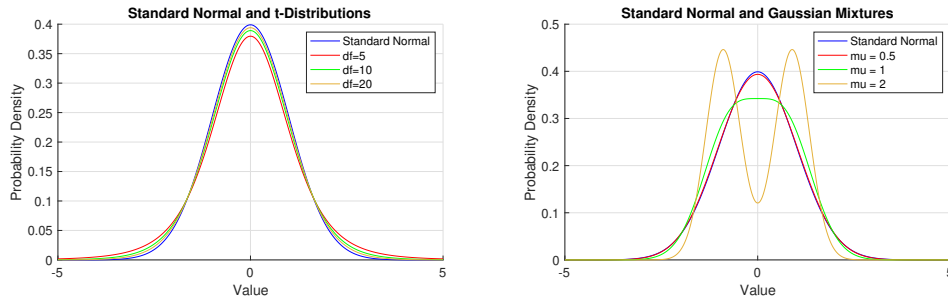 Standard Normal and t-Distributions
0.4
0.35
0.3
0.25
0.2
0.15
0.1
0.05
0
Probability Density
Standard Normal
df=5
df=10
df=20
-5
0
5
Value
Standard Normal and Gaussian Mixtures
0.5
0.4
0.3
0.2
0.1
0
Probability Density
Standard Normal
mu = 0.5
mu = 1
mu = 2
-5
0
5
Value